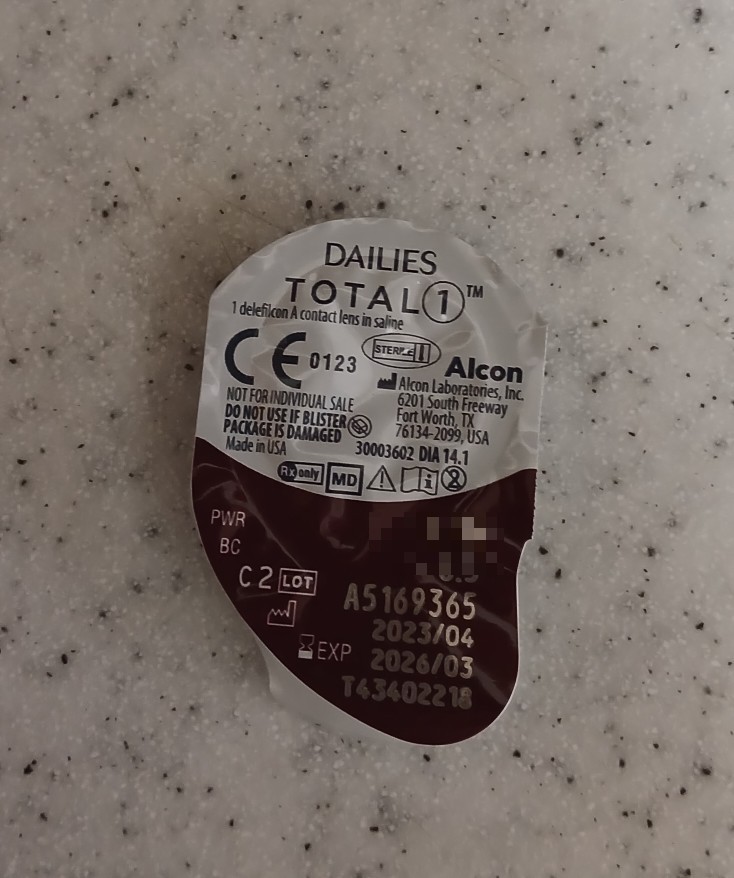 DAILIES
TOTAL 1™
1 delefilcon A contact lens in saline
CE 0123
STERILE
Alcon
Alcon Laboratories, Inc.
6201 South Freeway
Fort Worth, TX
76134-2099, USA
NOT FOR INDIVIDUAL SALE
DO NOT USE IF BLISTER
PACKAGE IS DAMAGED
Made in USA
30003602 DIA 14.1
Rx only MD
PWR
BC
C2 LOT A5169365
2023/04
EXP 2026/03
T43402218